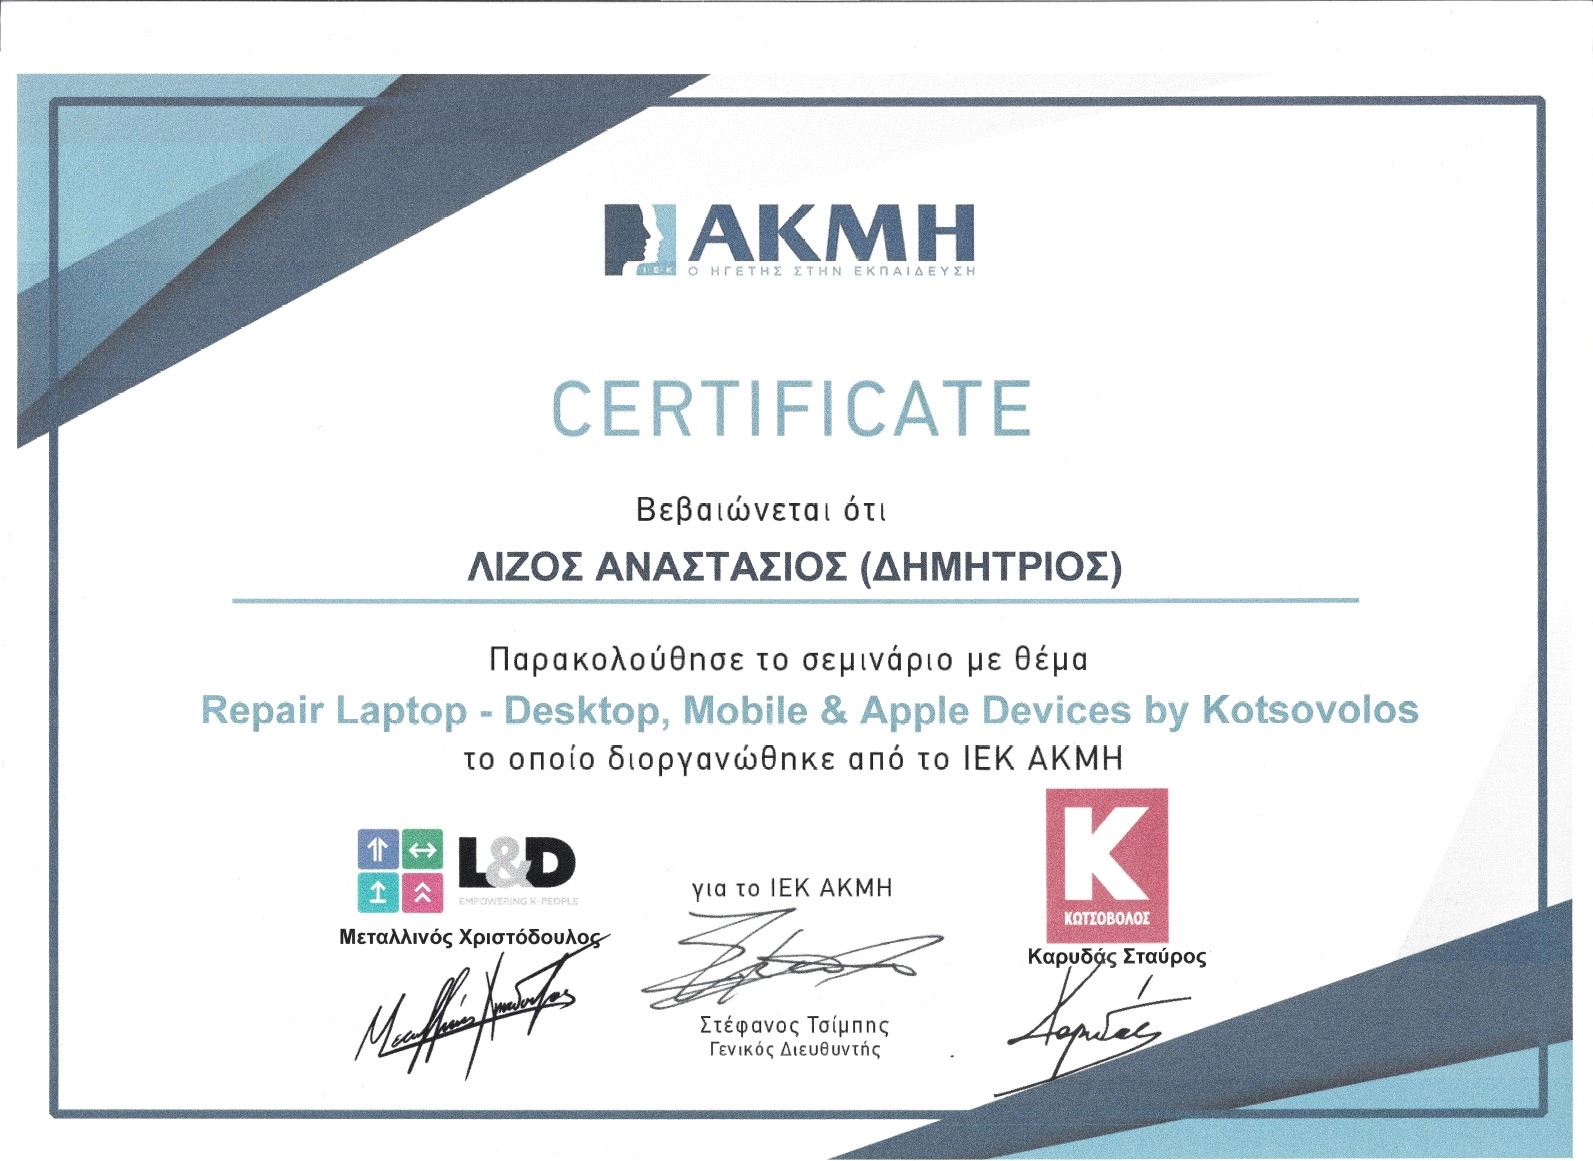 ΑΚΜΗ
Ι·Ε·Κ Ο ΗΓΕΤΗΣ ΣΤΗΝ ΕΚΠΑΙΔΕΥΣΗ
CERTIFICATE
Βεβαιώνεται ότι
ΛΙΖΟΣ ΑΝΑΣΤΑΣΙΟΣ (ΔΗΜΗΤΡΙΟΣ)
Παρακολούθησε το σεμινάριο με θέμα
Repair Laptop - Desktop, Mobile & Apple Devices by Kotsovolos
το οποίο διοργανώθηκε από το ΙΕΚ ΑΚΜΗ
L&D
EMPOWERING K-PEOPLE
Μεταλλινός Χριστόδουλος
για το ΙΕΚ ΑΚΜΗ
Στέφανος Τσίμπης
Γενικός Διευθυντής
Κ
ΚΩΤΣΟΒΟΛΟΣ
Καρυδάς Σταύρος